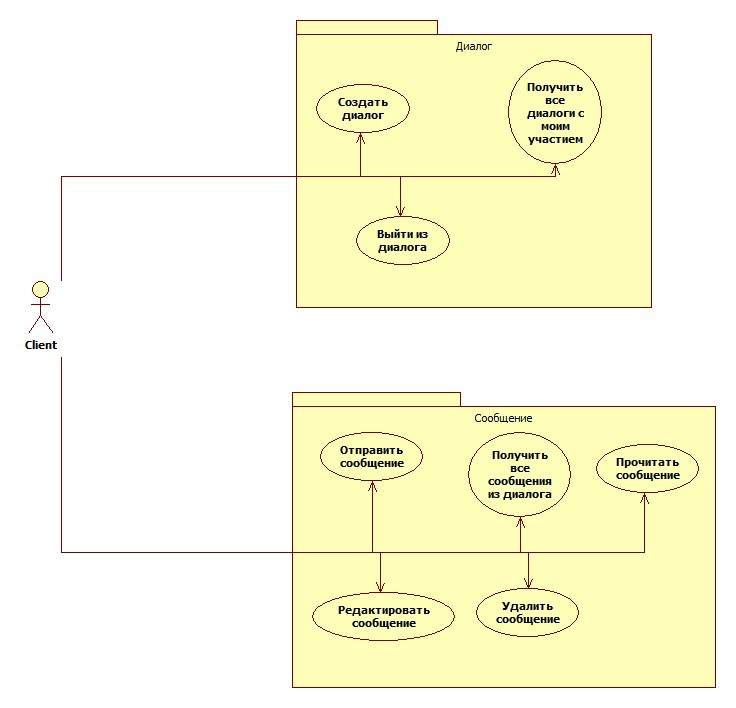 Диалог
Создать
диалог
Получить
все
диалоги с
моим
участием
Выйти из
диалога
Client
Сообщение
Отправить
сообщение
Получить
все
сообщения
из диалога
Прочитать
сообщение
Редактировать
сообщение
Удалить
сообщение